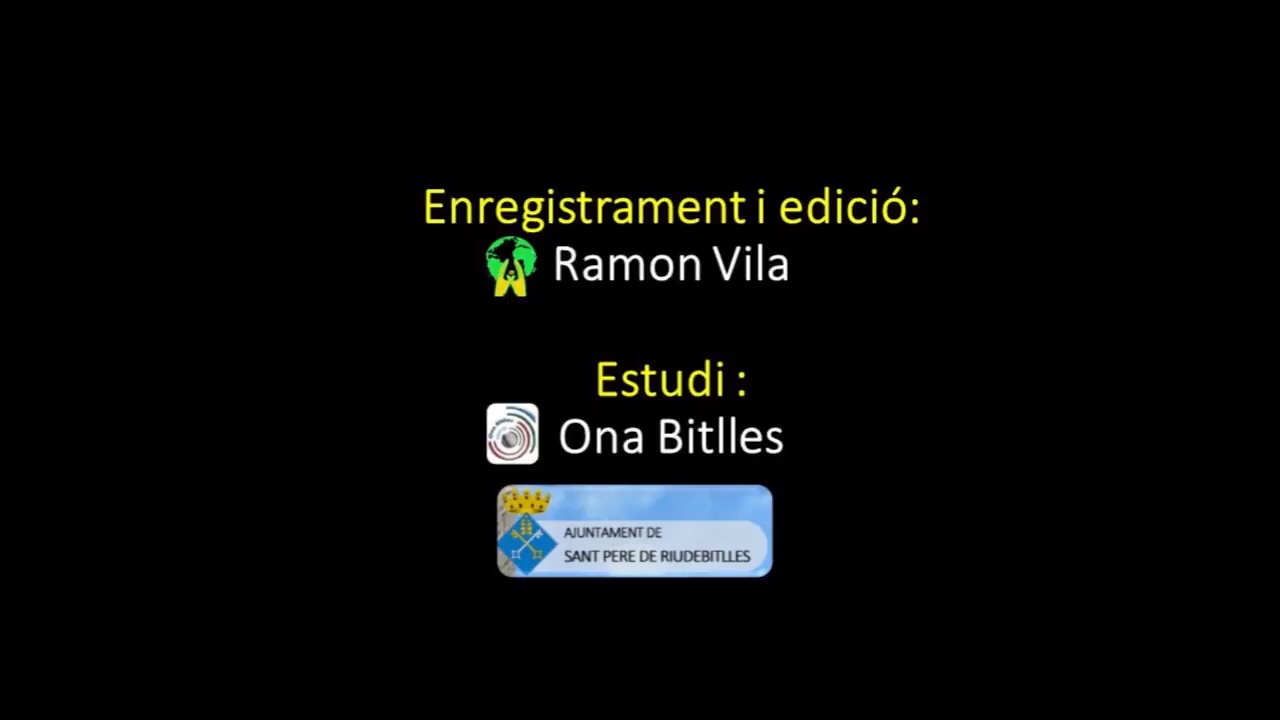 Enregistrament i edició:
Ramon Vila
Estudi :
Ona Bitlles
AJUNTAMENT DE
SANT PERE DE RIUDEBITLLES